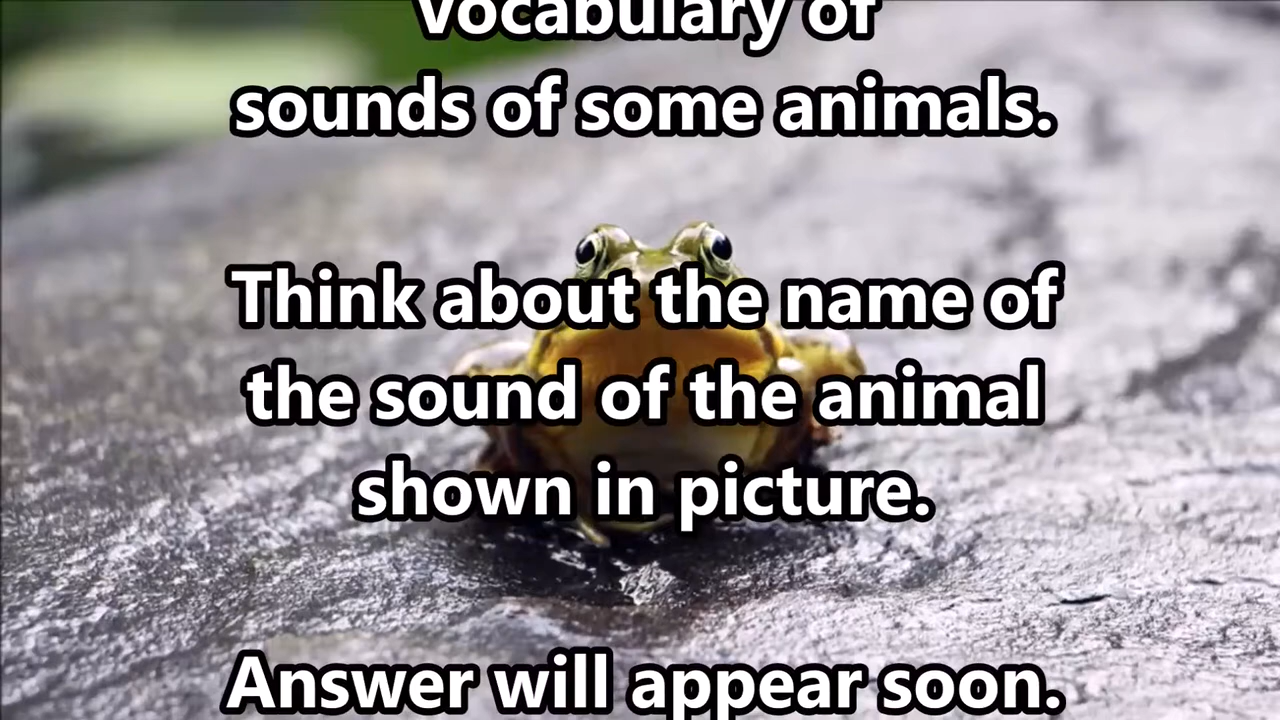 Vocabulary of
sounds of some animals.
Think about the name of
the sound of the animal
shown in picture.
Answer will appear soon.